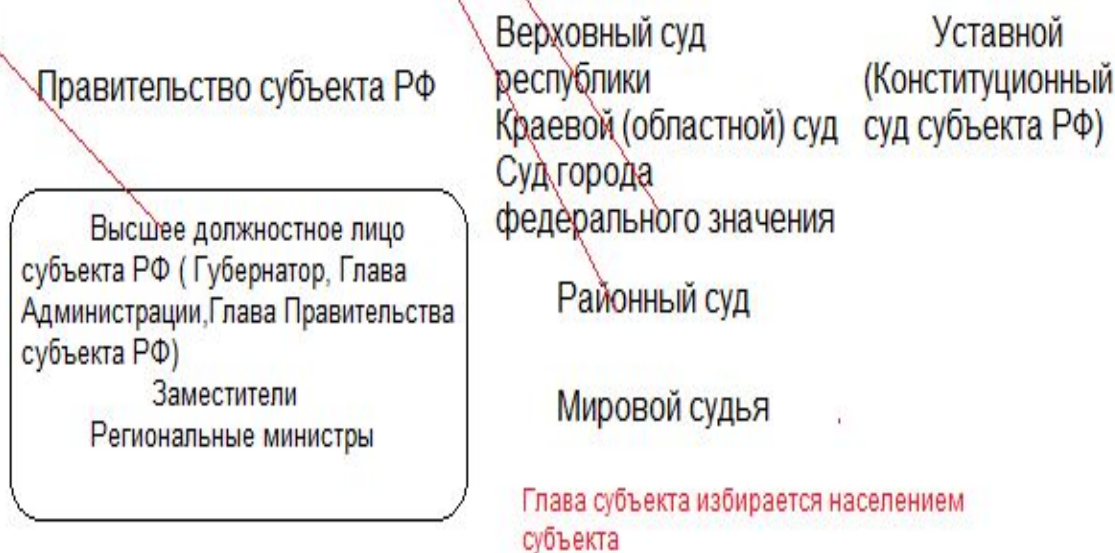 Правительство субъекта РФ
Высшее должностное лицо
субъекта РФ ( Губернатор, Глава
Администрации,Глава Правительства
субъекта РФ)
Заместители
Региональные министры
Верховный суд
республики
Краевой (областной) суд
Суд города
федерального значения
Уставной
(Конституционный
суд субъекта РФ)
Районный суд
Мировой судья
Глава субъекта избирается населением
субъекта